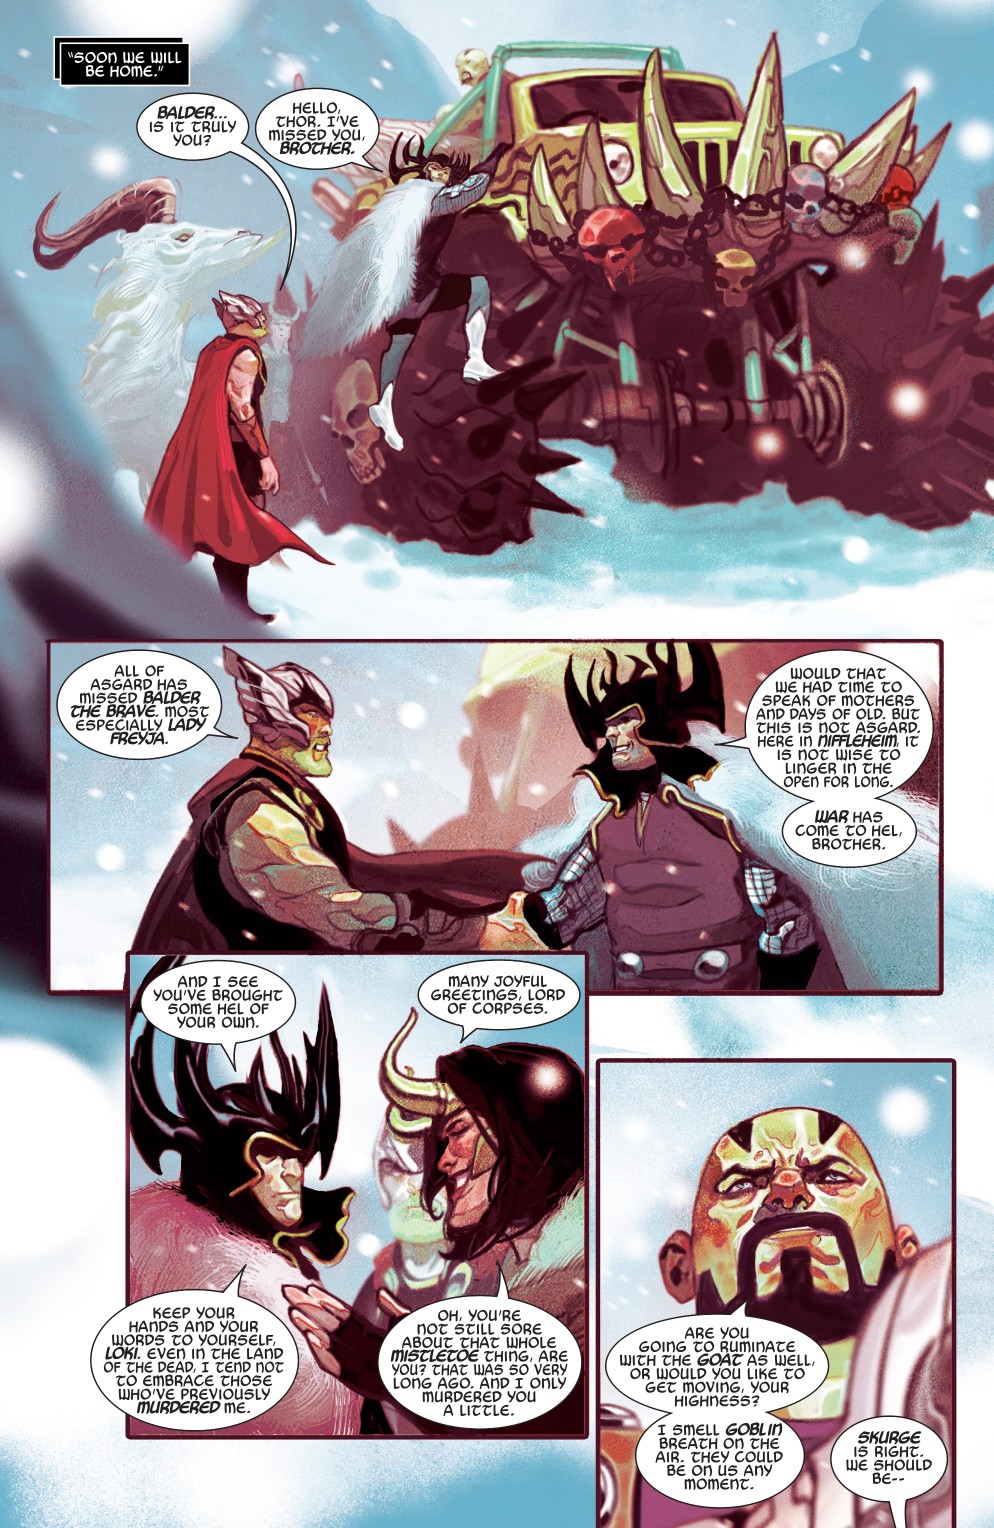 "SOON WE WILL
BE HOME."
BALDER...
IS IT TRULY
YOU?
HELLO,
THOR. I'VE
MISSED YOU,
BROTHER.
ALL OF
ASGARD HAS
MISSED BALDER
THE BRAVE. MOST
ESPECIALLY LADY
FREYJA.
WOULD THAT
WE HAD TIME TO
SPEAK OF MOTHERS
AND DAYS OF OLD. BUT
THIS IS NOT ASGARD.
HERE IN NIFFLEHEIM, IT
IS NOT WISE TO
LINGER IN THE
OPEN FOR LONG.
WAR HAS
COME TO HEL,
BROTHER.
AND I SEE
YOU'VE BROUGHT
SOME HEL OF
YOUR OWN.
MANY JOYFUL
GREETINGS, LORD
OF CORPSES.
KEEP YOUR
HANDS AND YOUR
WORDS TO YOURSELF,
LOKI. EVEN IN THE LAND
OF THE DEAD, I TEND NOT
TO EMBRACE THOSE
WHO'VE PREVIOUSLY
MURDERED ME.
OH, YOU'RE
NOT STILL SORE
ABOUT THAT WHOLE
MISTLETOE THING, ARE
YOU? THAT WAS SO VERY
LONG AGO. AND I ONLY
MURDERED YOU
A LITTLE.
ARE YOU
GOING TO RUMINATE
WITH THE GOAT AS WELL,
OR WOULD YOU LIKE TO
GET MOVING, YOUR
HIGHNESS?
I SMELL GOBLIN
BREATH ON THE
AIR. THEY COULD
BE ON US ANY
MOMENT.
SKURGE
IS RIGHT.
WE SHOULD
BE--